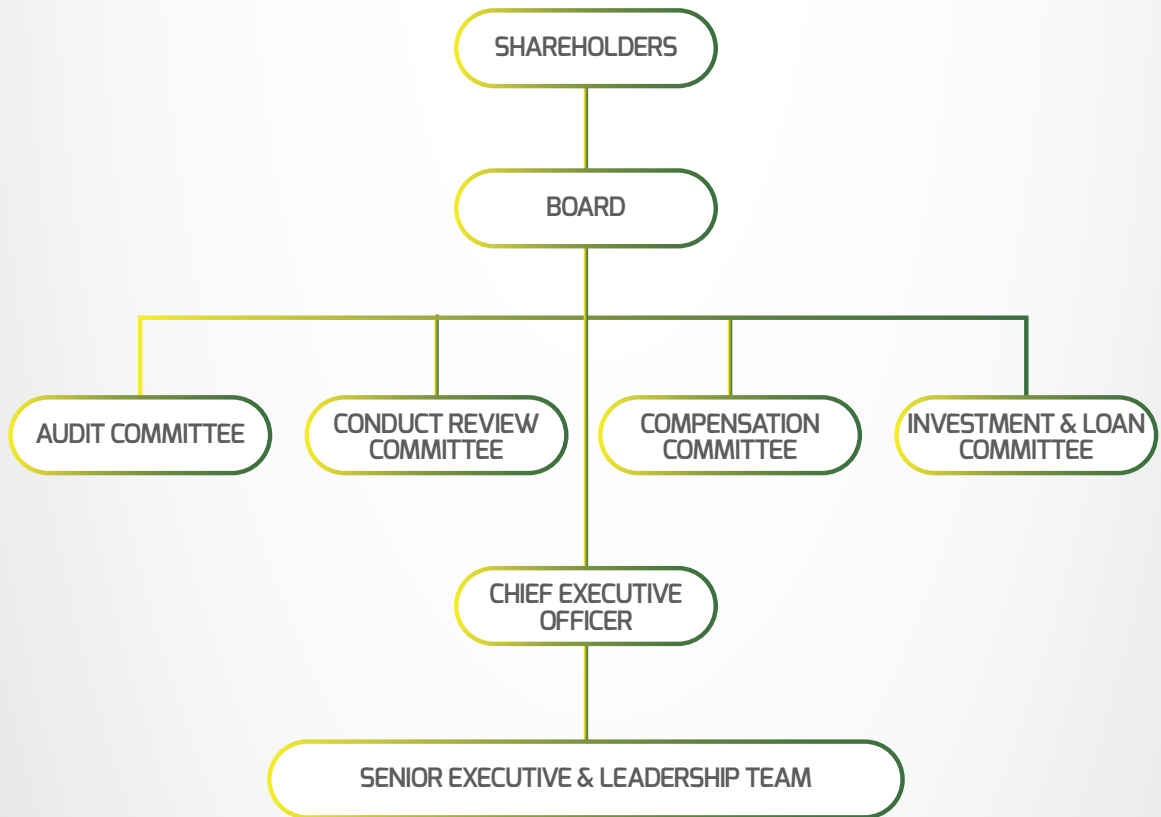 SHAREHOLDERS
BOARD
AUDIT COMMITTEE
CONDUCT REVIEW
COMMITTEE
COMPENSATION
COMMITTEE
INVESTMENT & LOAN
COMMITTEE
CHIEF EXECUTIVE
OFFICER
SENIOR EXECUTIVE & LEADERSHIP TEAM